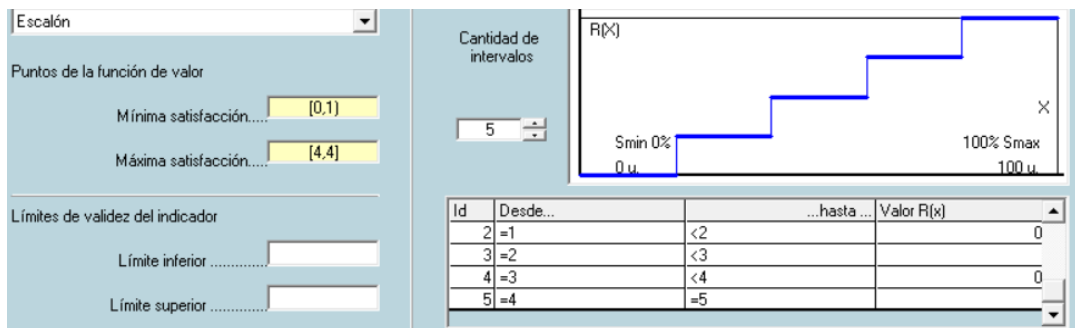 Escalón
Puntos de la función de valor
Mínima satisfacción..... [0,1)
Máxima satisfacción..... [4,4]
Límites de validez del indicador
Límite inferior .............
Límite superior .............
Cantidad de
intervalos
5
R(X)
X
Smin 0% 100% Smax
0 u. 100 u.
Id Desde... ...hasta ... Valor R(x)
2 =1 <2 0
3 =2 <3
4 =3 <4 0
5 =4 =5